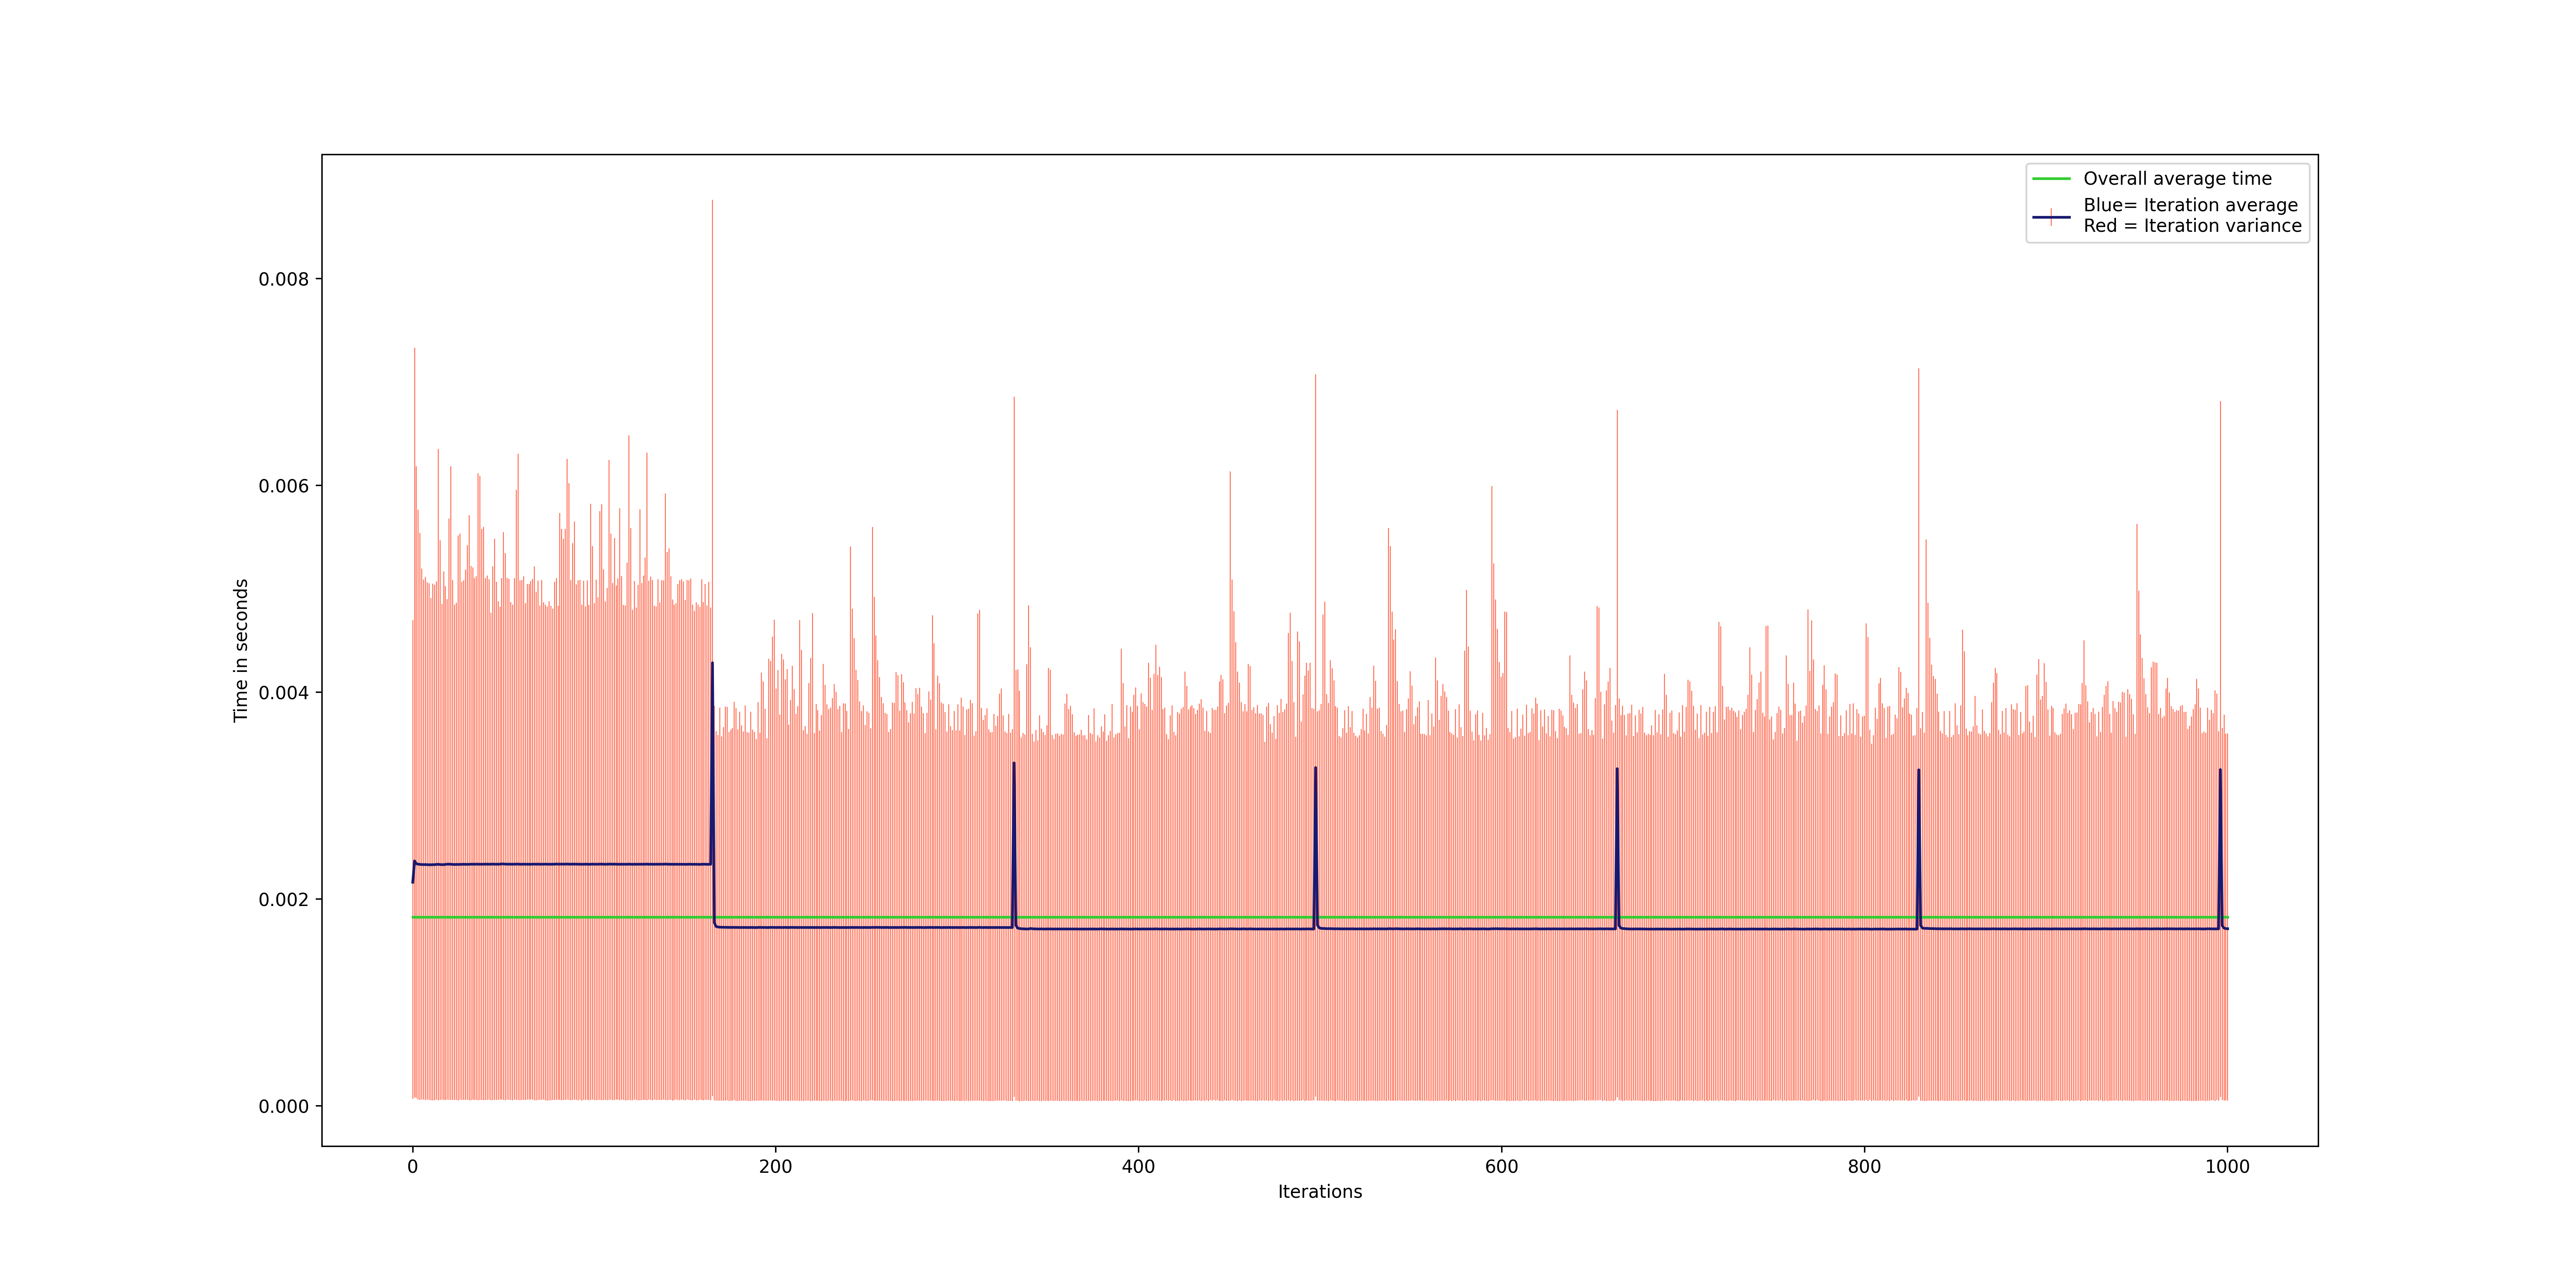 Overall average time
Blue= Iteration average
Red = Iteration variance
0.008
0.006
0.004
0.002
0.000
Time in seconds
0
200
400
600
800
1000
Iterations